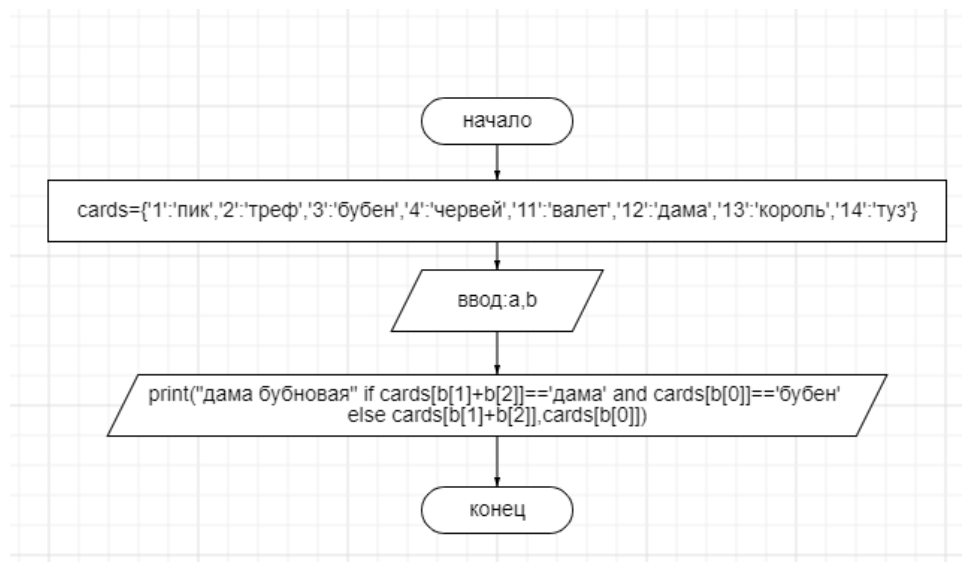 начало
cards={'1':'пик','2':'треф','3':'бубен','4':'червей','11':'валет','12':'дама','13':'король','14':'туз'}
ввод:a,b
print("дама бубновая" if cards[b[1]+b[2]]=='дама' and cards[b[0]]=='бубен'
else cards[b[1]+b[2]],cards[b[0]])
конец